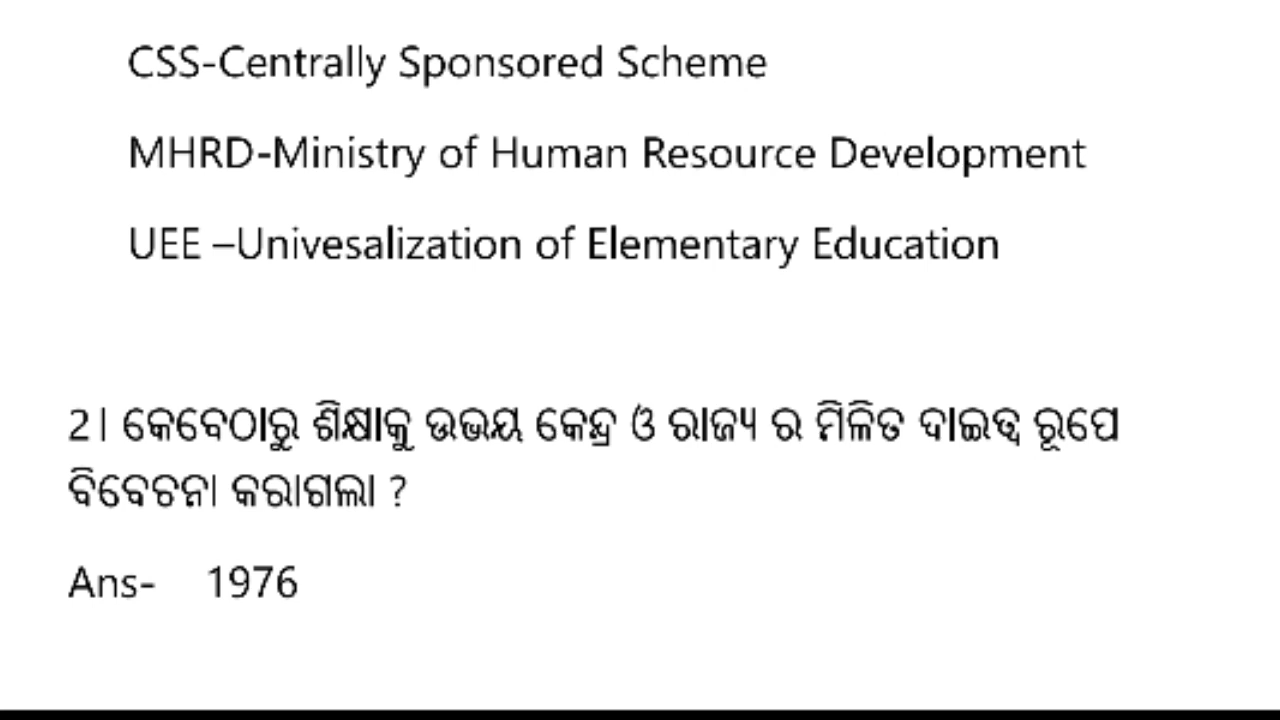 CSS-Centrally Sponsored Scheme
MHRD-Ministry of Human Resource Development
UEE –Univesalization of Elementary Education
2। କେବେଠାରୁ ଶିକ୍ଷାକୁ ଉଭୟ କେନ୍ଦ୍ର ଓ ରାଜ୍ୟ ର ମିଳିତ ଦାଇତ୍ୱ ରୂପେ
ବିବେଚନା କରାଗଲା ?
Ans- 1976